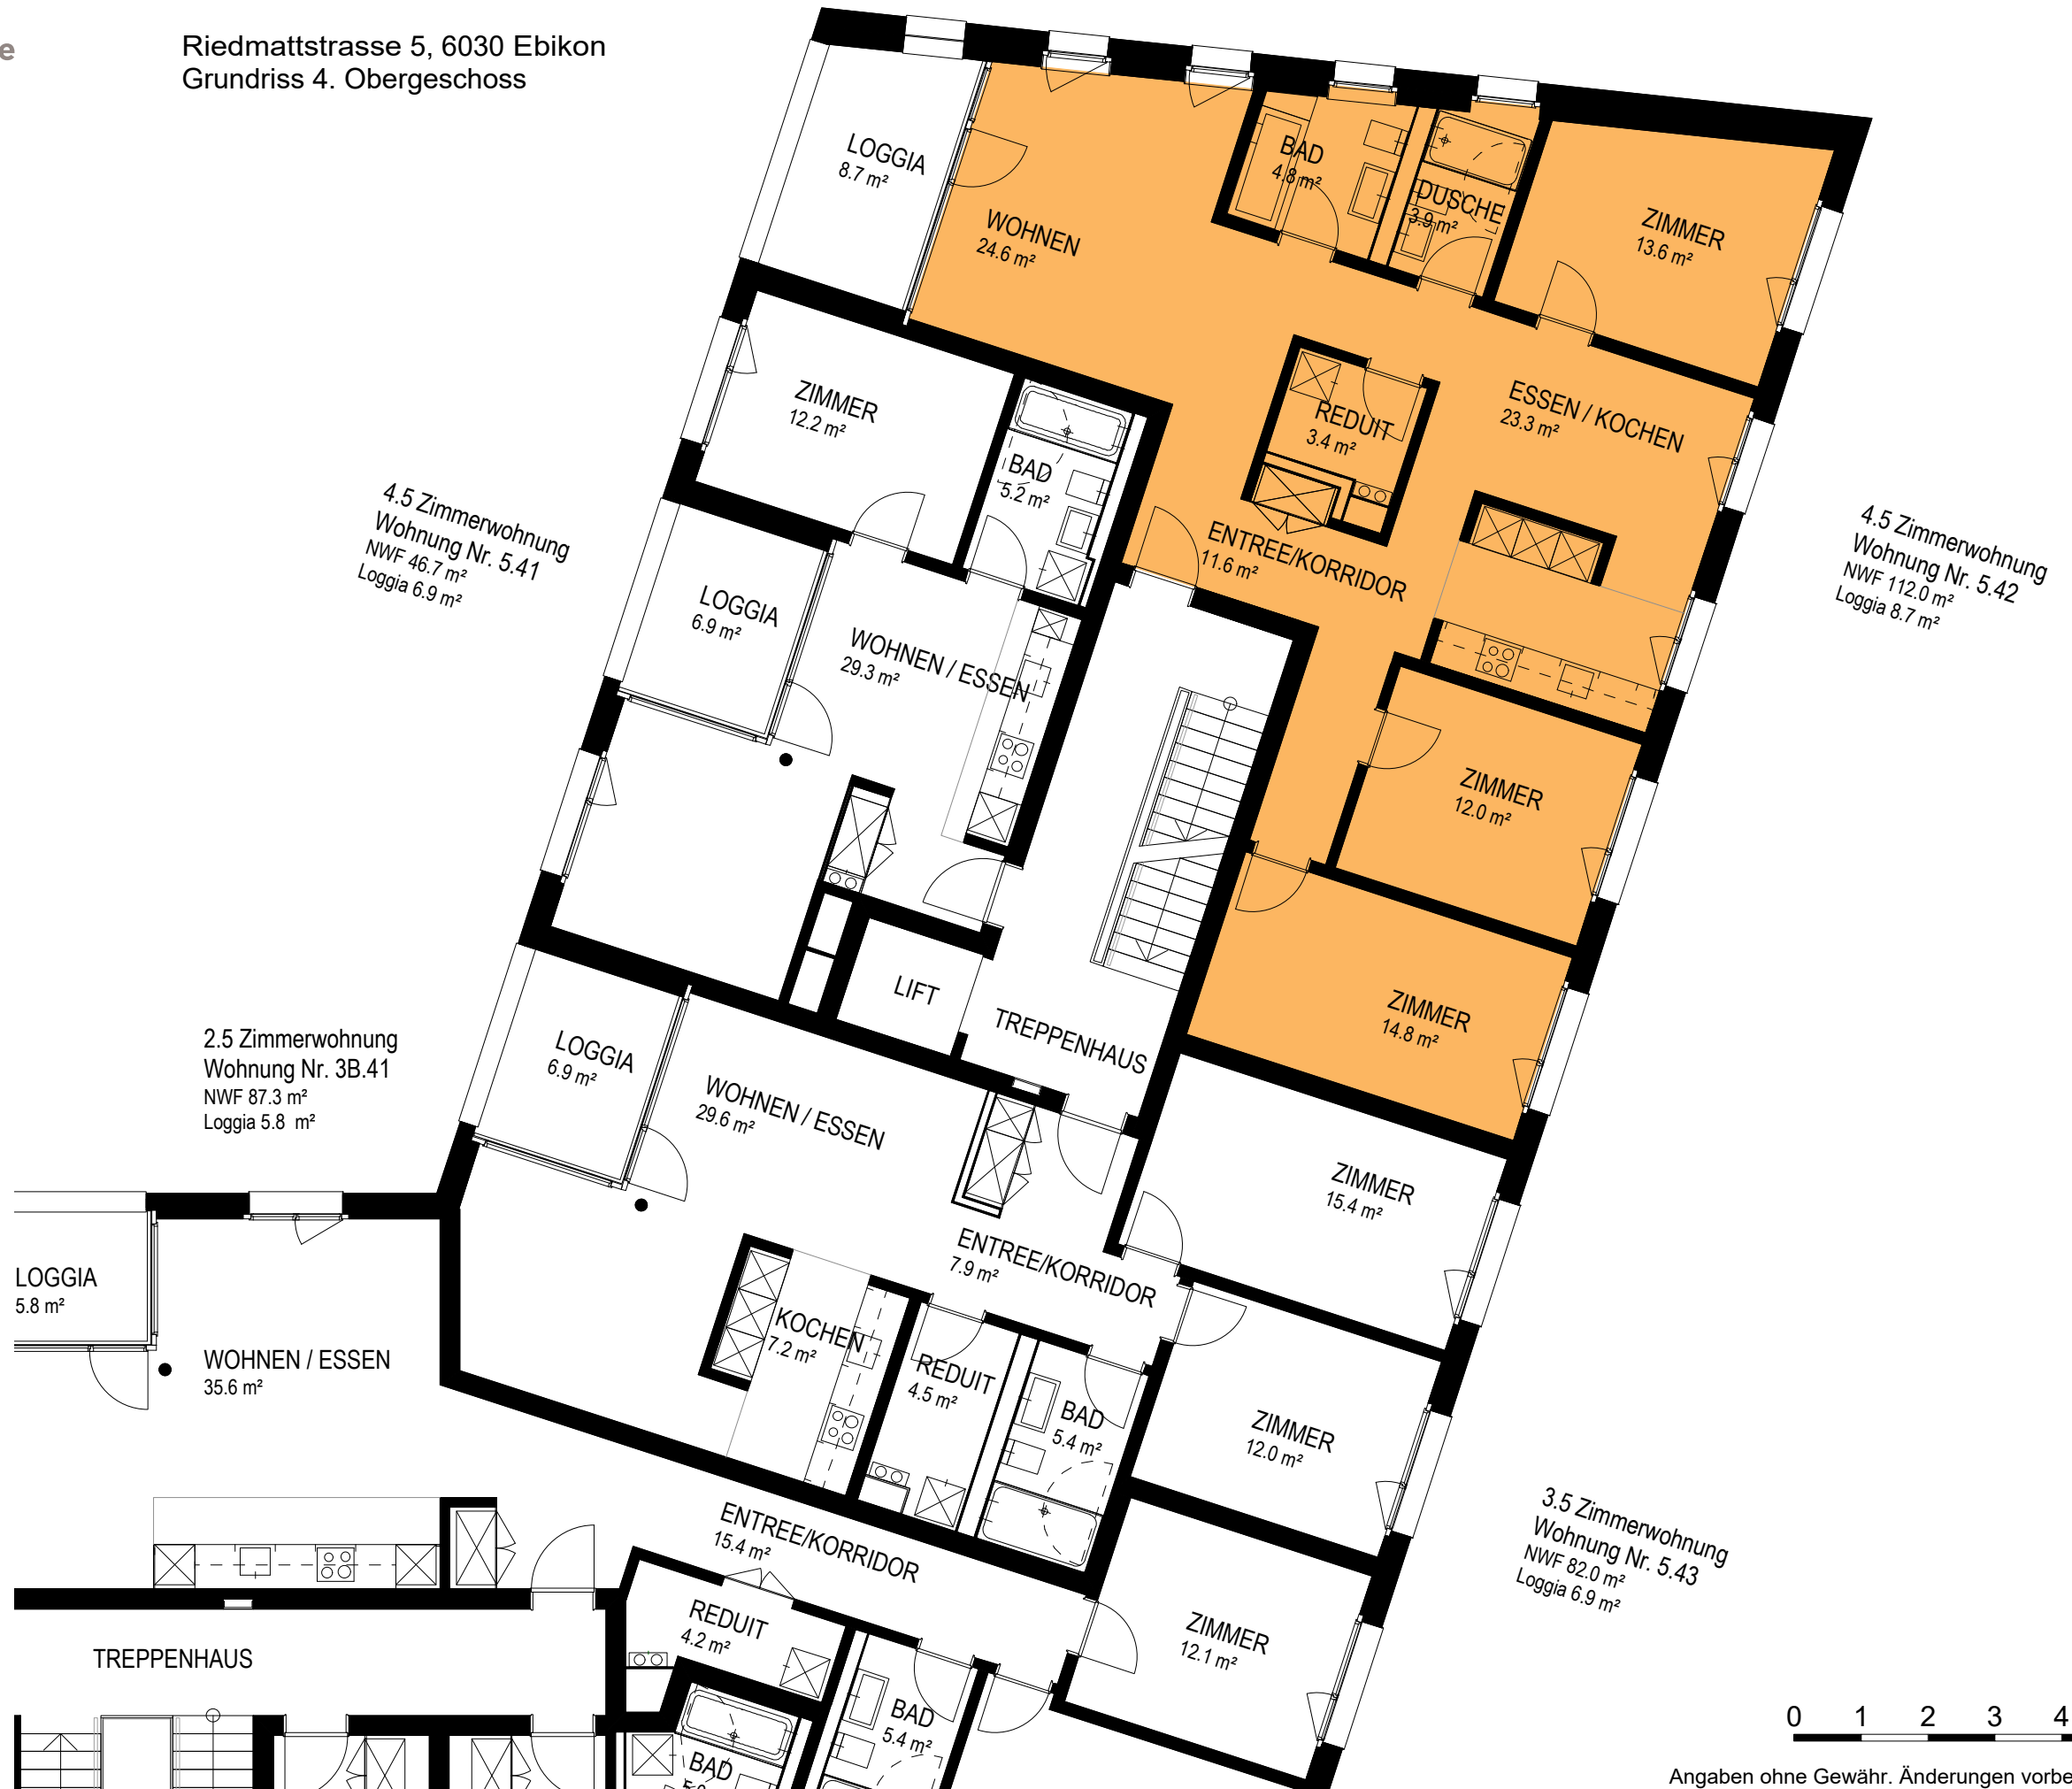 e
Riedmattstrasse 5, 6030 Ebikon
Grundriss 4. Obergeschoss
LOGGIA
8.7 m²
WOHNEN
24.6 m²
BAD
4.8 m²
DUSCHE
3.9 m²
ZIMMER
13.6 m²
ZIMMER
12.2 m²
BAD
5.2 m²
REDUIT
3.4 m²
ESSEN / KOCHEN
23.3 m²
4.5 Zimmerwohnung
Wohnung Nr. 5.41
NWF 46.7 m²
Loggia 6.9 m²
ENTREE/KORRIDOR
11.6 m²
4.5 Zimmerwohnung
Wohnung Nr. 5.42
NWF 112.0 m²
Loggia 8.7 m²
LOGGIA
6.9 m²
WOHNEN / ESSEN
29.3 m²
ZIMMER
12.0 m²
LIFT
TREPPENHAUS
ZIMMER
14.8 m²
2.5 Zimmerwohnung
Wohnung Nr. 3B.41
NWF 87.3 m²
Loggia 5.8 m²
LOGGIA
6.9 m²
WOHNEN / ESSEN
29.6 m²
ZIMMER
15.4 m²
ENTREE/KORRIDOR
7.9 m²
LOGGIA
5.8 m²
WOHNEN / ESSEN
35.6 m²
KOCHEN
7.2 m²
REDUIT
4.5 m²
BAD
5.4 m²
ZIMMER
12.0 m²
3.5 Zimmerwohnung
Wohnung Nr. 5.43
NWF 82.0 m²
Loggia 6.9 m²
ENTREE/KORRIDOR
15.4 m²
REDUIT
4.2 m²
ZIMMER
12.1 m²
TREPPENHAUS
BAD
5.4 m²
BAD
0 1 2 3 4
Angaben ohne Gewähr. Änderungen vorbe